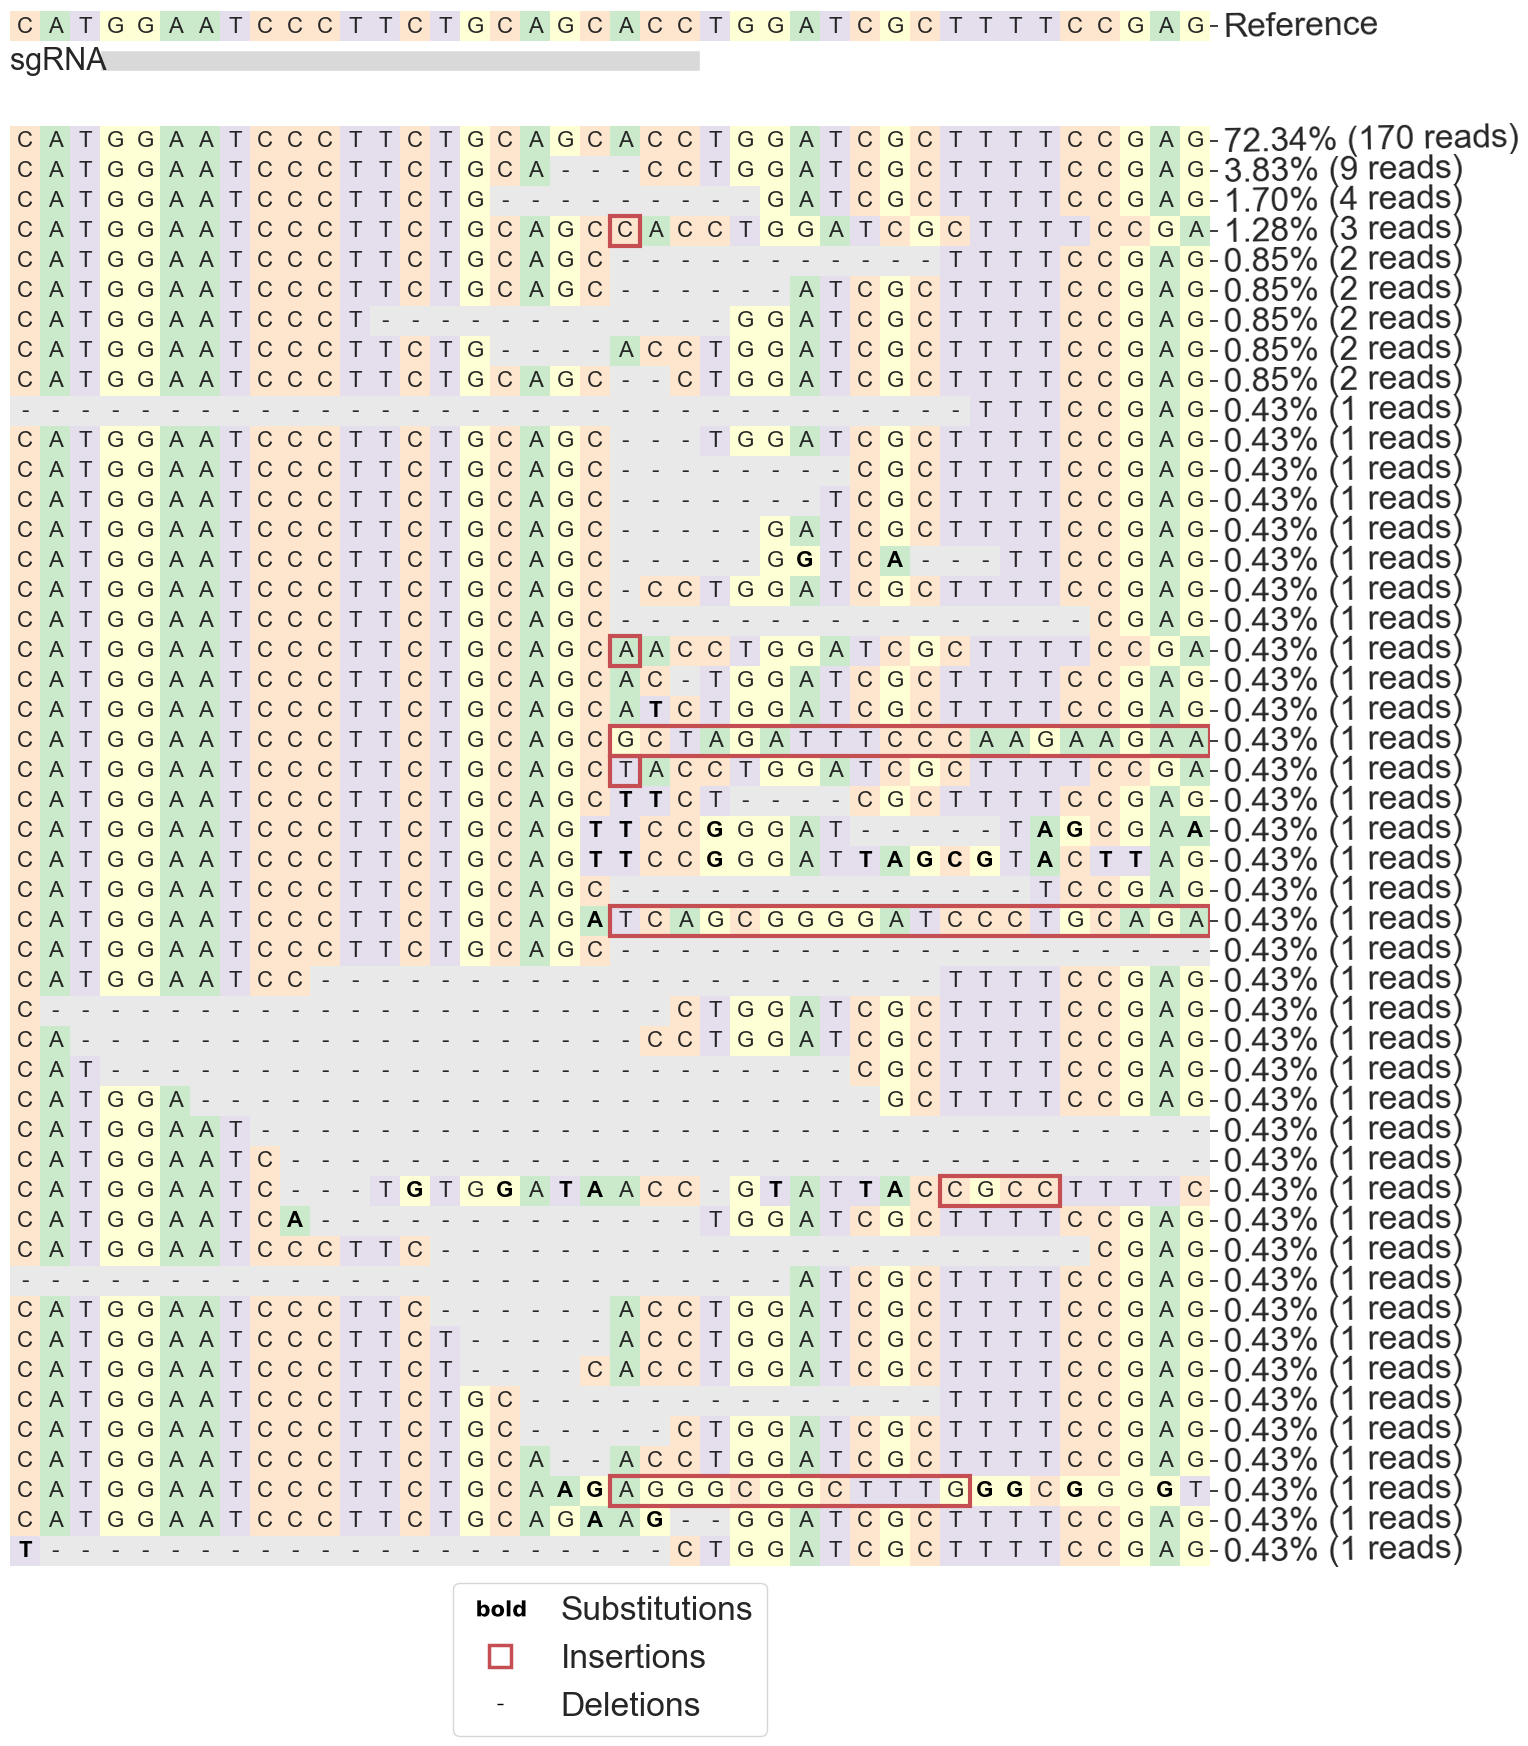 C A T G G A A T C C C T T C T G C A G C A C C T G G A T C G C T T T T C C G A G - Reference
sgRNA
C A T G G A A T C C C T T C T G C A G C A C C T G G A T C G C T T T T C C G A G - 72.34% (170 reads)
C A T G G A A T C C C T T C T G C A - - - C C T G G A T C G C T T T T C C G A G - 3.83% (9 reads)
C A T G G A A T C C C T T C T G - - - - - - - - - G A T C G C T T T T C C G A G - 1.70% (4 reads)
C A T G G A A T C C C T T C T G C A G C C A C C T G G A T C G C T T T T C C G A - 1.28% (3 reads)
C A T G G A A T C C C T T C T G C A G C - - - - - - - - - - - T T T T C C G A G - 0.85% (2 reads)
C A T G G A A T C C C T T C T G C A G C - - - - - - A T C G C T T T T C C G A G - 0.85% (2 reads)
C A T G G A A T C C C T - - - - - - - - - - - - G G A T C G C T T T T C C G A G - 0.85% (2 reads)
C A T G G A A T C C C T T C T G - - - - A C C T G G A T C G C T T T T C C G A G - 0.85% (2 reads)
C A T G G A A T C C C T T C T G C A G C - - C T G G A T C G C T T T T C C G A G - 0.85% (2 reads)
- - - - - - - - - - - - - - - - - - - - - - - - - - - - - - - - T T T C C G A G - 0.43% (1 reads)
C A T G G A A T C C C T T C T G C A G C - - - T G G A T C G C T T T T C C G A G - 0.43% (1 reads)
C A T G G A A T C C C T T C T G C A G C - - - - - - - - C G C T T T T C C G A G - 0.43% (1 reads)
C A T G G A A T C C C T T C T G C A G C - - - - - - - T C G C T T T T C C G A G - 0.43% (1 reads)
C A T G G A A T C C C T T C T G C A G C - - - - - G A T C G C T T T T C C G A G - 0.43% (1 reads)
C A T G G A A T C C C T T C T G C A G C - - - - - G G T C A - - - T T C C G A G - 0.43% (1 reads)
C A T G G A A T C C C T T C T G C A G C - C C T G G A T C G C T T T T C C G A G - 0.43% (1 reads)
C A T G G A A T C C C T T C T G C A G C - - - - - - - - - - - - - - - - C G A G - 0.43% (1 reads)
C A T G G A A T C C C T T C T G C A G C A A C C T G G A T C G C T T T T C C G A - 0.43% (1 reads)
C A T G G A A T C C C T T C T G C A G C A C - T G G A T C G C T T T T C C G A G - 0.43% (1 reads)
C A T G G A A T C C C T T C T G C A G C A T C T G G A T C G C T T T T C C G A G - 0.43% (1 reads)
C A T G G A A T C C C T T C T G C A G C G C T A G A T T T C C C A A G A A G A A - 0.43% (1 reads)
C A T G G A A T C C C T T C T G C A G C T A C C T G G A T C G C T T T T C C G A - 0.43% (1 reads)
C A T G G A A T C C C T T C T G C A G C T T C T - - - - C G C T T T T C C G A G - 0.43% (1 reads)
C A T G G A A T C C C T T C T G C A G T T C C G G G A T - - - - - T A G C G A A - 0.43% (1 reads)
C A T G G A A T C C C T T C T G C A G T T C C G G G A T T A G C G T A C T T A G - 0.43% (1 reads)
C A T G G A A T C C C T T C T G C A G C - - - - - - - - - - - - - - T C C G A G - 0.43% (1 reads)
C A T G G A A T C C C T T C T G C A G A T C A G C G G G G A T C C C T G C A G A - 0.43% (1 reads)
C A T G G A A T C C C T T C T G C A G C - - - - - - - - - - - - - - - - - - - - - 0.43% (1 reads)
C A T G G A A T C C - - - - - - - - - - - - - - - - - - - - - T T T T C C G A G - 0.43% (1 reads)
C - - - - - - - - - - - - - - - - - - - - - C T G G A T C G C T T T T C C G A G - 0.43% (1 reads)
C A - - - - - - - - - - - - - - - - - - - C C T G G A T C G C T T T T C C G A G - 0.43% (1 reads)
C A T - - - - - - - - - - - - - - - - - - - - - - - - - C G C T T T T C C G A G - 0.43% (1 reads)
C A T G G A - - - - - - - - - - - - - - - - - - - - - - - G C T T T T C C G A G - 0.43% (1 reads)
C A T G G A A T - - - - - - - - - - - - - - - - - - - - - - - - - - - - - - - - - 0.43% (1 reads)
C A T G G A A T C - - - - - - - - - - - - - - - - - - - - - - - - - - - - - - - - 0.43% (1 reads)
C A T G G A A T C - - - T G T G G A T A A C C - G T A T T A C C G C C T T T T C - 0.43% (1 reads)
C A T G G A A T C A - - - - - - - - - - - - - T G G A T C G C T T T T C C G A G - 0.43% (1 reads)
C A T G G A A T C C C T T C - - - - - - - - - - - - - - - - - - - - - - C G A G - 0.43% (1 reads)
- - - - - - - - - - - - - - - - - - - - - - - - - - A T C G C T T T T C C G A G - 0.43% (1 reads)
C A T G G A A T C C C T T C - - - - - - A C C T G G A T C G C T T T T C C G A G - 0.43% (1 reads)
C A T G G A A T C C C T T C T - - - - - A C C T G G A T C G C T T T T C C G A G - 0.43% (1 reads)
C A T G G A A T C C C T T C T - - - - C A C C T G G A T C G C T T T T C C G A G - 0.43% (1 reads)
C A T G G A A T C C C T T C T G C - - - - - - - - - - - - - - T T T T C C G A G - 0.43% (1 reads)
C A T G G A A T C C C T T C T G C - - - - - C T G G A T C G C T T T T C C G A G - 0.43% (1 reads)
C A T G G A A T C C C T T C T G C A - - A C C T G G A T C G C T T T T C C G A G - 0.43% (1 reads)
C A T G G A A T C C C T T C T G C A A G A G G G C G G C T T T G G G C G G G G T - 0.43% (1 reads)
C A T G G A A T C C C T T C T G C A G A A G - - G G A T C G C T T T T C C G A G - 0.43% (1 reads)
T - - - - - - - - - - - - - - - - - - - - - C T G G A T C G C T T T T C C G A G - 0.43% (1 reads)
bold Substitutions
Insertions
- Deletions